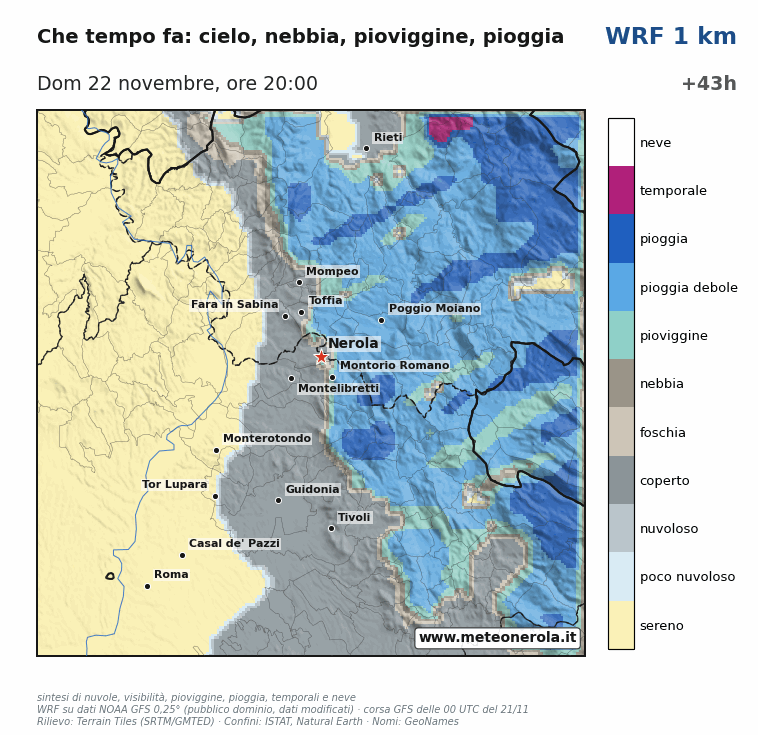 Che tempo fa: cielo, nebbia, pioviggine, pioggia
WRF 1 km
Dom 22 novembre, ore 20:00
+43h
Rieti
Mompeo
Fara in Sabina
Toffia
Poggio Moiano
Nerola
Montorio Romano
Montelibretti
Monterotondo
Tor Lupara
Guidonia
Tivoli
Casal de' Pazzi
Roma
www.meteonerola.it
neve
temporale
pioggia
pioggia debole
pioviggine
nebbia
foschia
coperto
nuvoloso
poco nuvoloso
sereno
sintesi di nuvole, visibilità, pioviggine, pioggia, temporali e neve
WRF su dati NOAA GFS 0,25° (pubblico dominio, dati modificati) · corsa GFS delle 00 UTC del 21/11
Rilievo: Terrain Tiles (SRTM/GMTED) · Confini: ISTAT, Natural Earth · Nomi: GeoNames